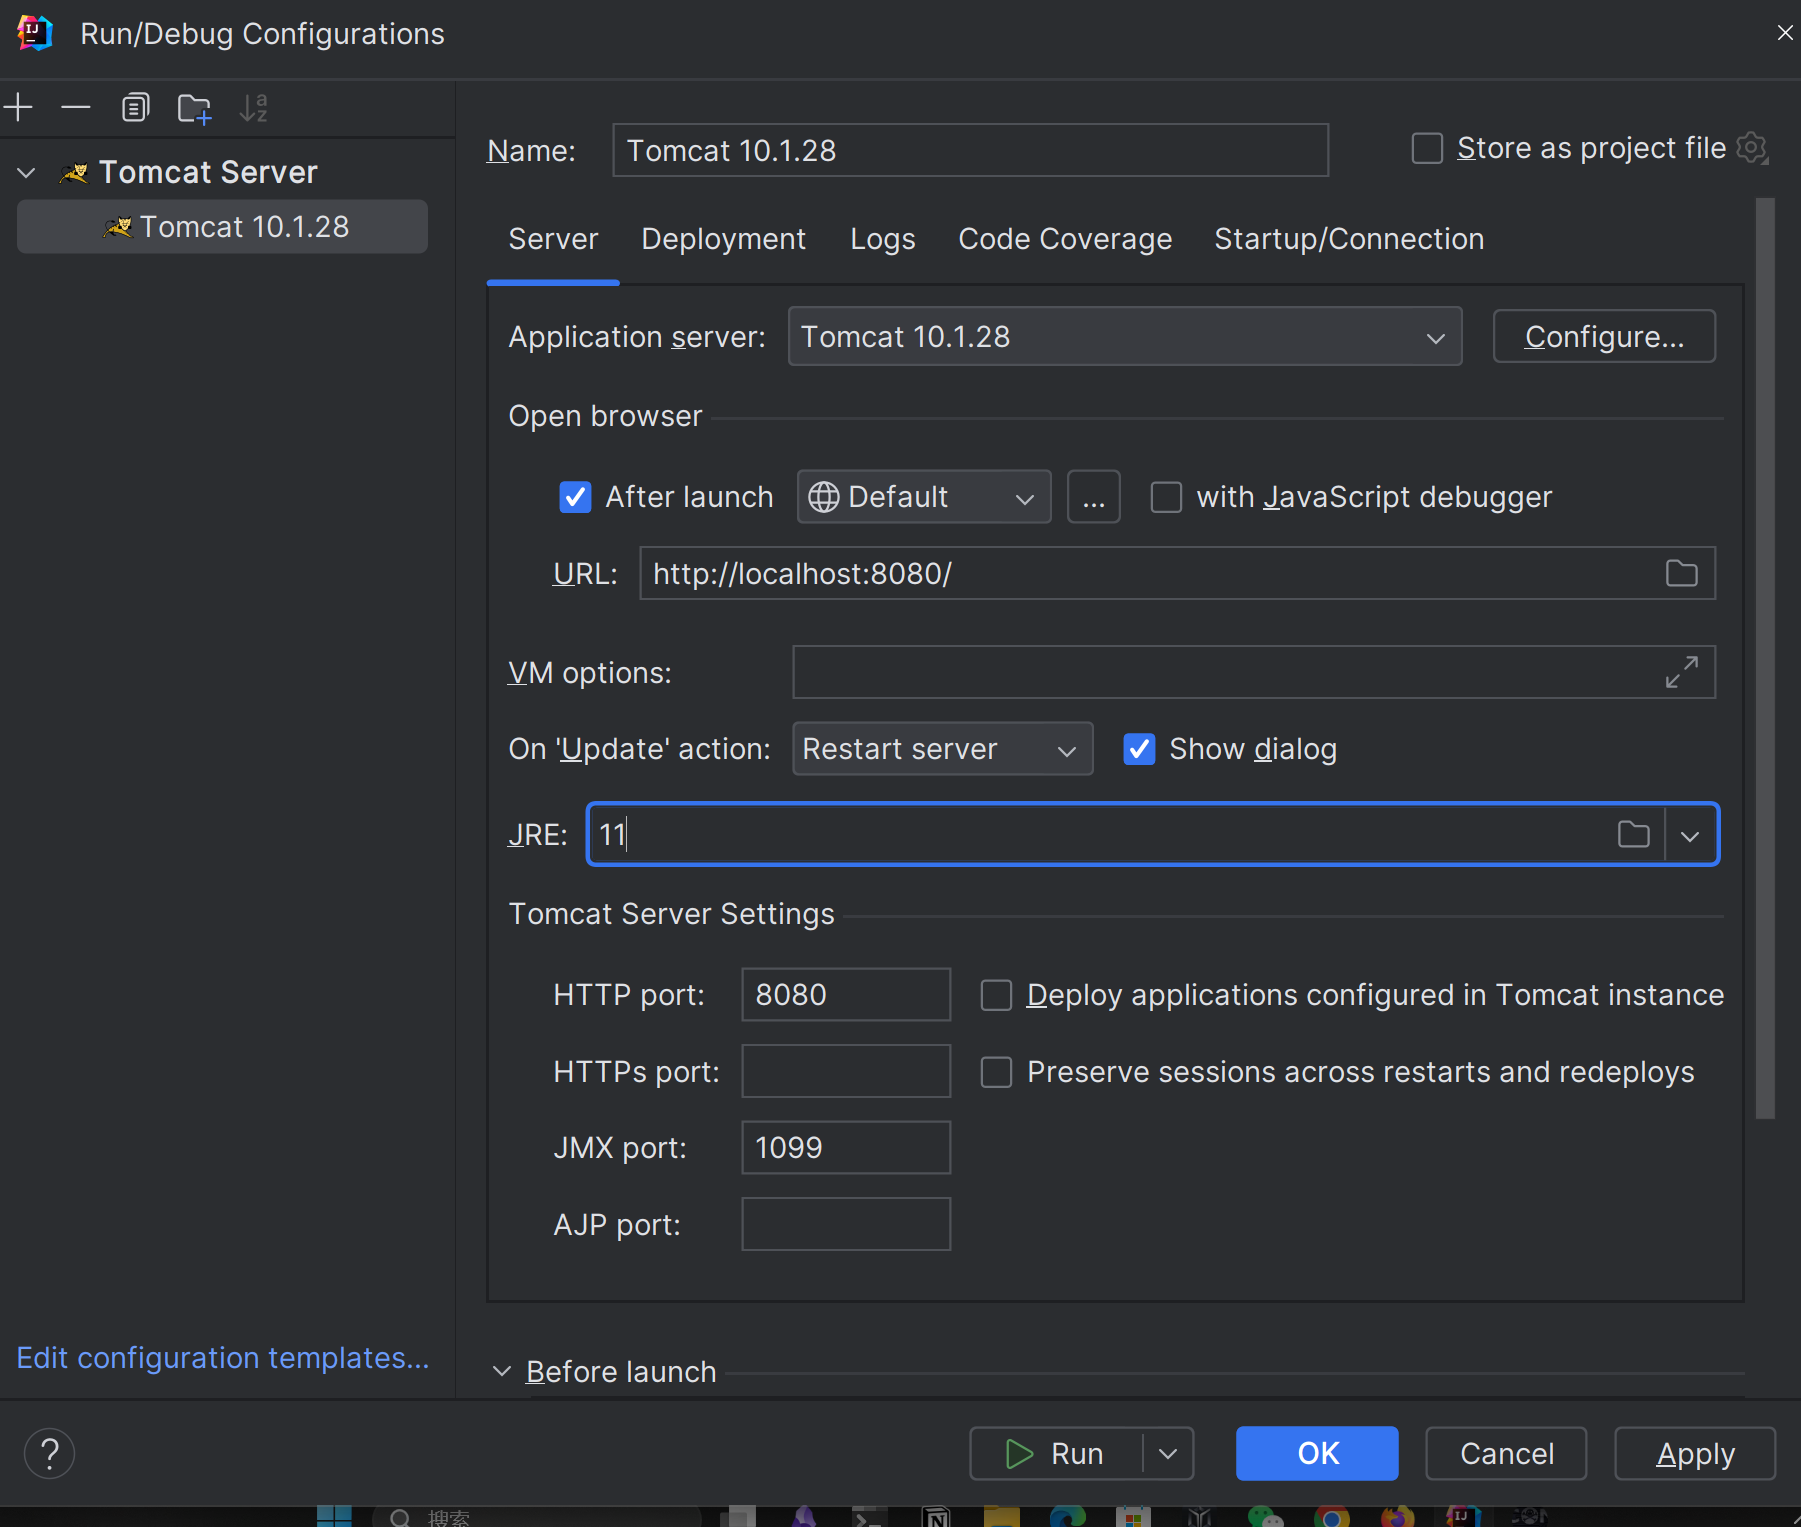 Run/Debug Configurations
Tomcat Server
Tomcat 10.1.28
Edit configuration templates...
Name: Tomcat 10.1.28 Store as project file
Server Deployment Logs Code Coverage Startup/Connection
Application server: Tomcat 10.1.28 Configure...
Open browser
After launch Default ... with JavaScript debugger
URL: http://localhost:8080/
VM options:
On 'Update' action: Restart server Show dialog
JRE: 11
Tomcat Server Settings
HTTP port: 8080 Deploy applications configured in Tomcat instance
HTTPs port: Preserve sessions across restarts and redeploys
JMX port: 1099
AJP port:
Before launch
? Run OK Cancel Apply
搜索